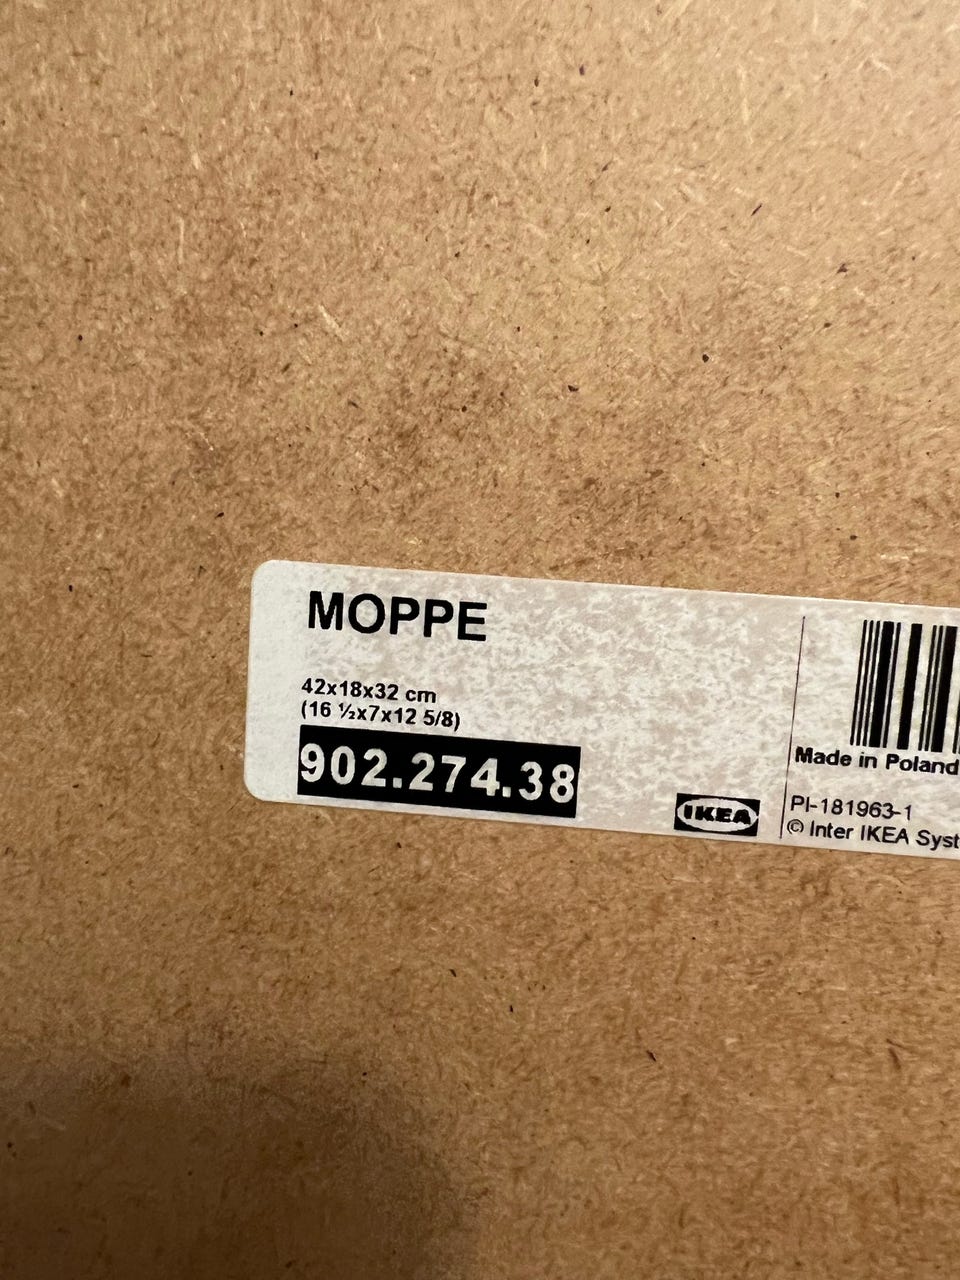 MOPPE
42x18x32 cm
(16 ½x7x12 5/8)
902.274.38
IKEA
Made in Poland
PI-181963-1
© Inter IKEA Syst